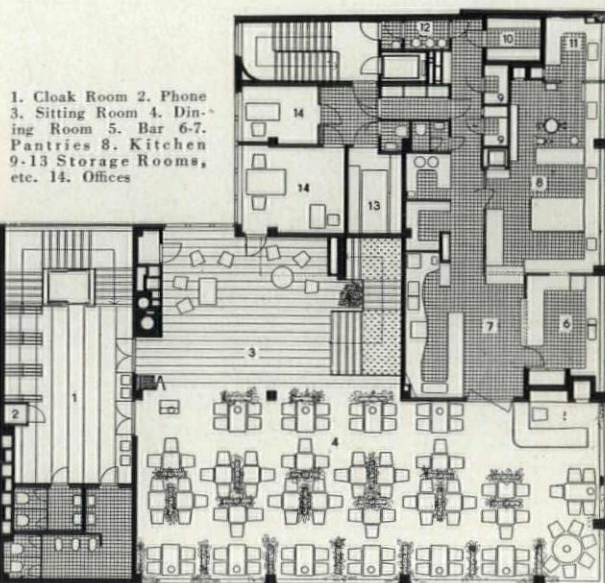 1. Cloak Room 2. Phone
3. Sitting Room 4. Din-
ing Room 5. Bar 6-7.
Pantries 8. Kitchen
9-13 Storage Rooms,
etc. 14. Offices
12
10
11
14
9
9
8
14
13
7
6
3
1
2
4